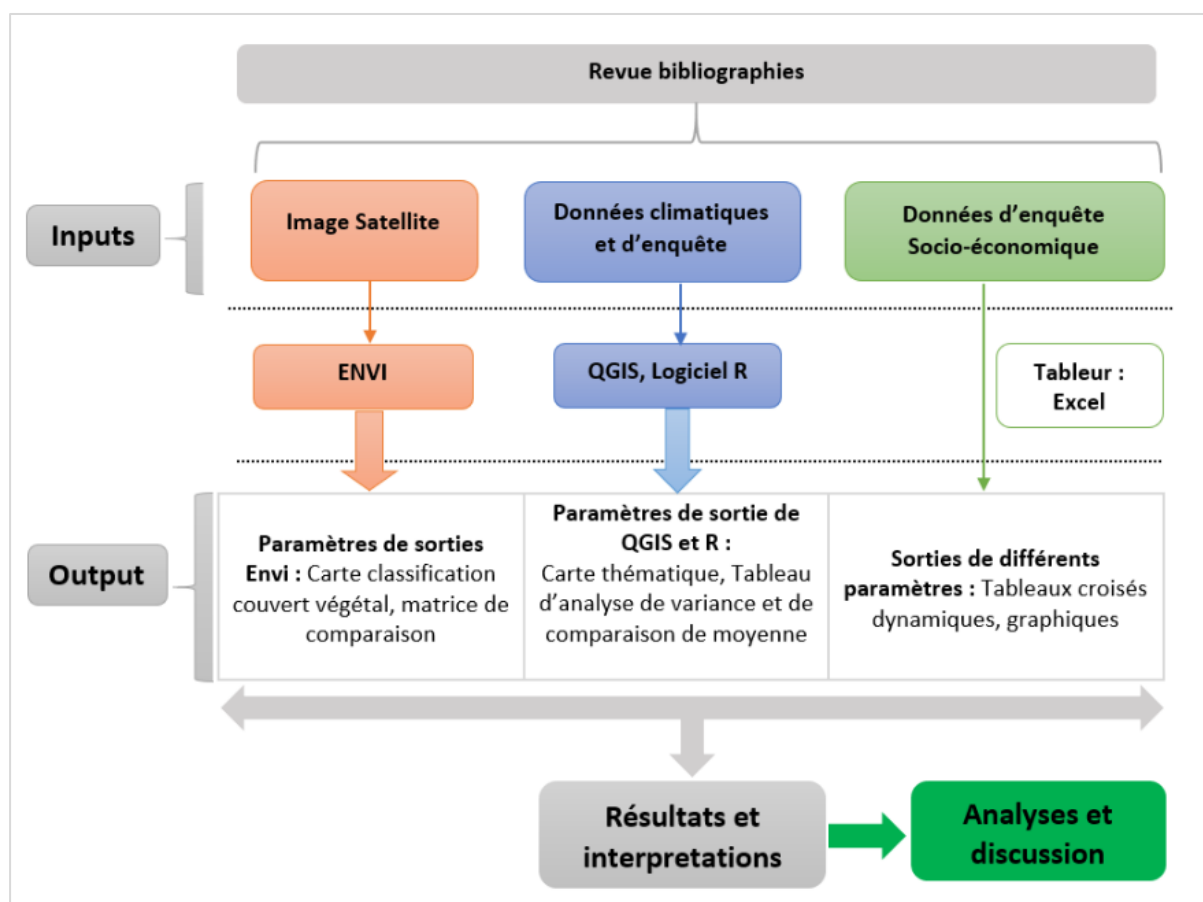 Revue bibliographies
Inputs
Image Satellite
Données climatiques
et d'enquête
Données d'enquête
Socio-économique
ENVI
QGIS, Logiciel R
Tableur :
Excel
Output
Paramètres de sorties
Envi : Carte classification
couvert végétal, matrice de
comparaison
Paramètres de sortie de
QGIS et R :
Carte thématique, Tableau
d'analyse de variance et de
comparaison de moyenne
Sorties de différents
paramètres : Tableaux croisés
dynamiques, graphiques
Résultats et
interpretations
Analyses et
discussion